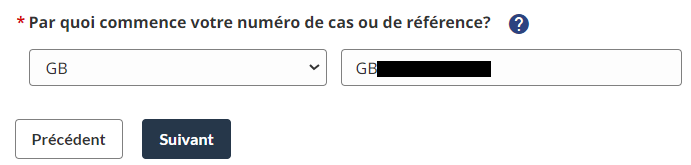 * Par quoi commence votre numéro de cas ou de référence? ?
GB GB
Précédent Suivant